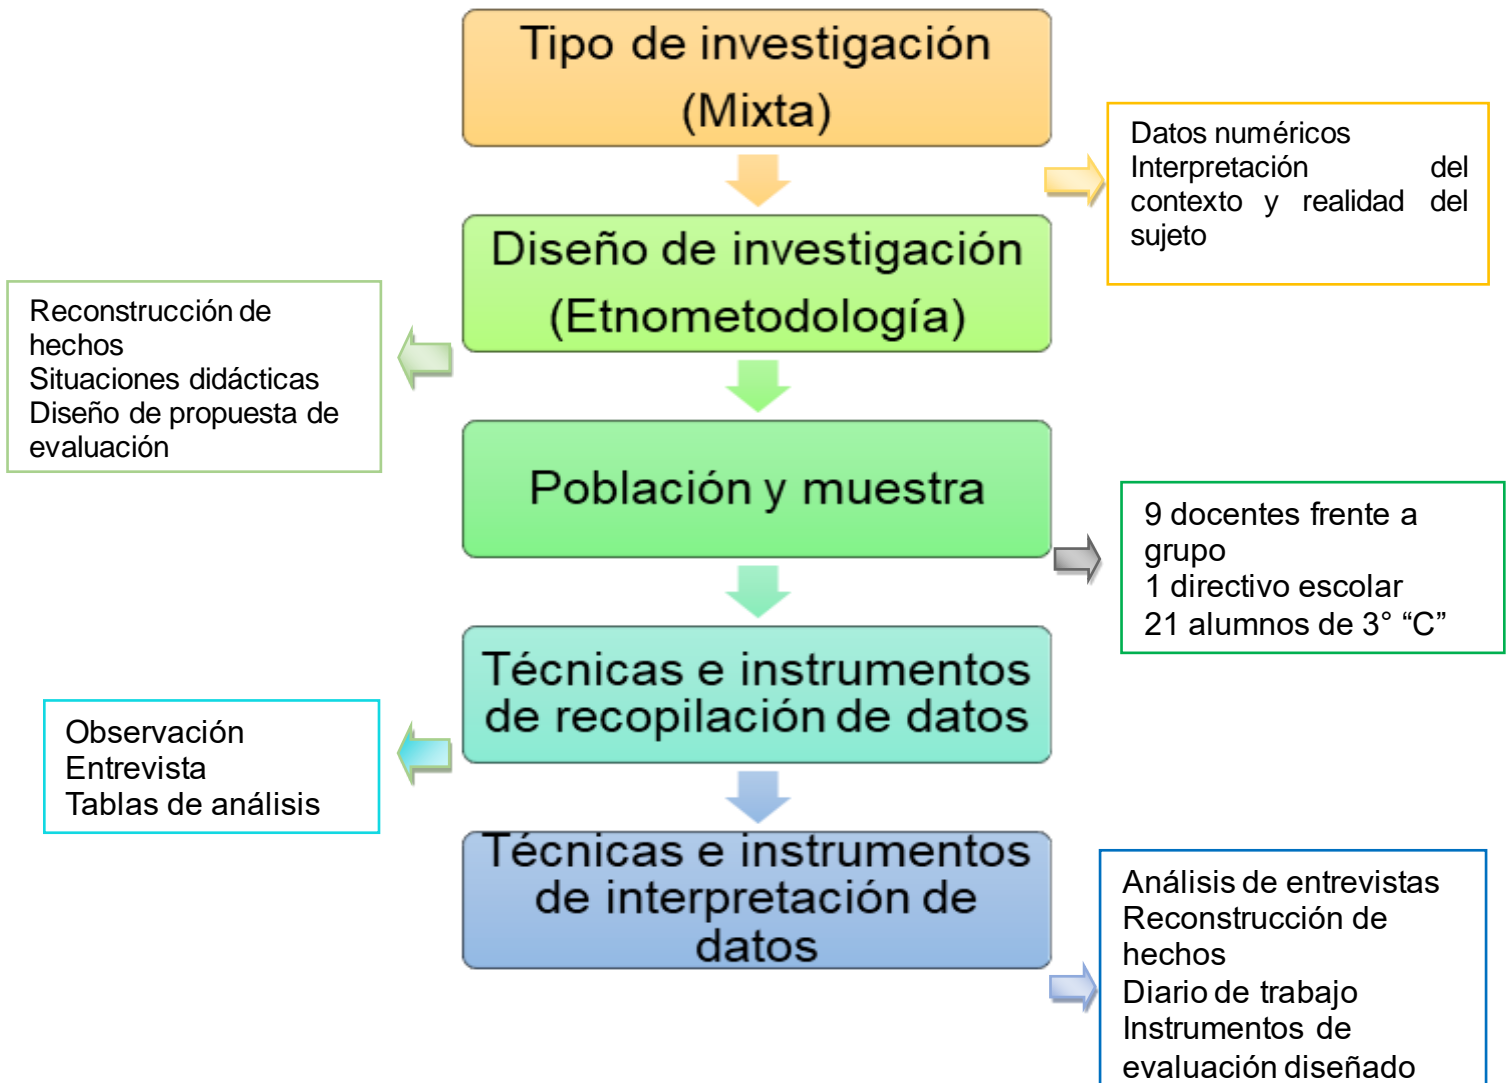 Tipo de investigación
(Mixta)
Datos numéricos
Interpretación del
contexto y realidad del
sujeto
Diseño de investigación
(Etnometodología)
Reconstrucción de
hechos
Situaciones didácticas
Diseño de propuesta de
evaluación
Población y muestra
9 docentes frente a
grupo
1 directivo escolar
21 alumnos de 3° “C”
Técnicas e instrumentos
de recopilación de datos
Observación
Entrevista
Tablas de análisis
Técnicas e instrumentos
de interpretación de
datos
Análisis de entrevistas
Reconstrucción de
hechos
Diario de trabajo
Instrumentos de
evaluación diseñado